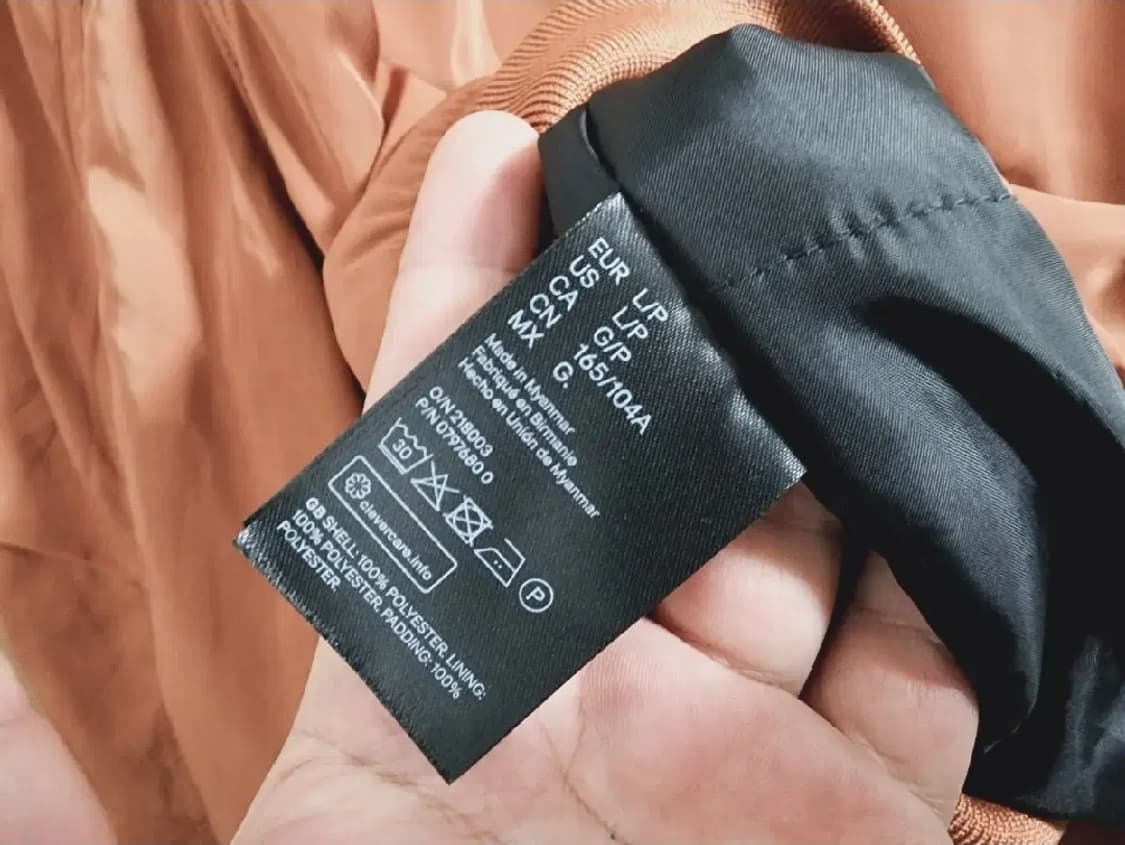 EUR L/P
US L/P
CA G/P
CN 165/104A
MX G.
Made in Myanmar
Fabriqué en Birmanie
Hecho en Unión de Myanmar
O/N 218003
P/N 0797680 0
30
P
clevercare.info
GB SHELL: 100% POLYESTER. LINING:
100% POLYESTER. PADDING: 100%
POLYESTER.